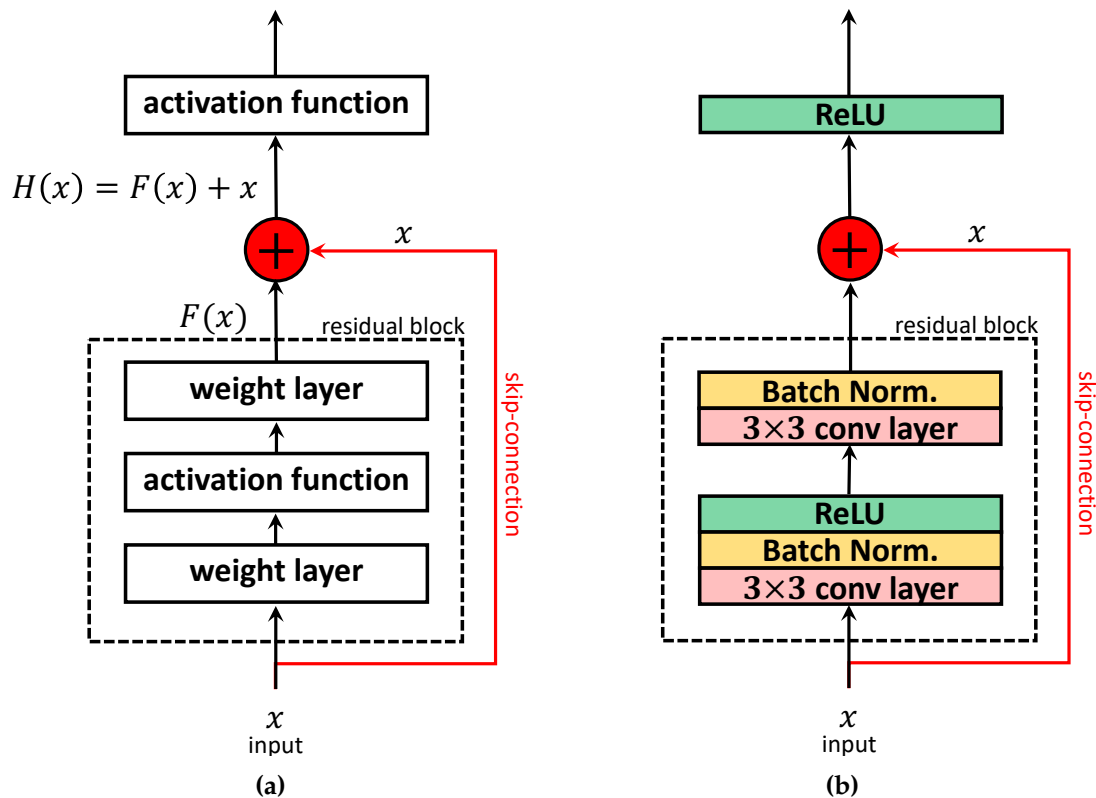 activation function
H(x) = F(x) + x
+
x
F(x)
residual block
weight layer
activation function
weight layer
skip-connection
x
input
(a)
ReLU
+
x
residual block
Batch Norm.
3×3 conv layer
ReLU
Batch Norm.
3×3 conv layer
skip-connection
x
input
(b)